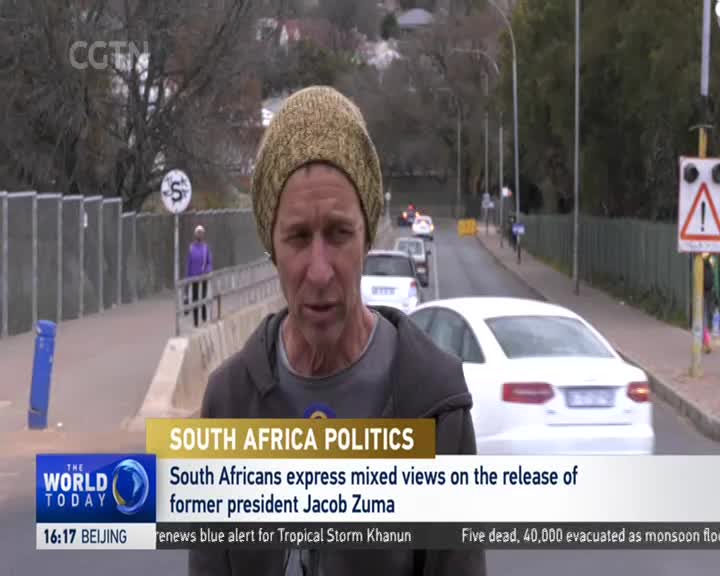 CGTN
S
SOUTH AFRICA POLITICS
South Africans express mixed views on the release of
former president Jacob Zuma
THE
WORLD
TODAY
16:17 BEIJING
renews blue alert for Tropical Storm Khanun Five dead, 40,000 evacuated as monsoon floo